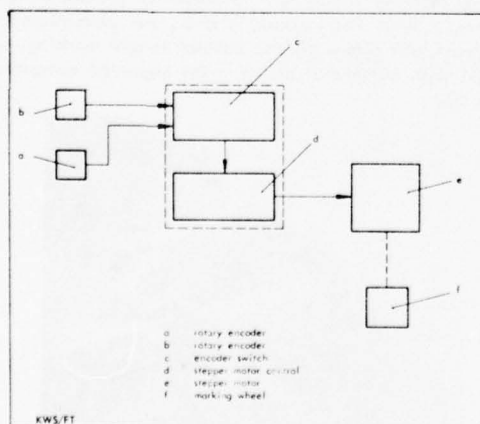 c
b
a
d
e
f
a rotary encoder
b rotary encoder
c encoder switch
d stepper motor control
e stepper motor
f marking wheel
KWS/FT